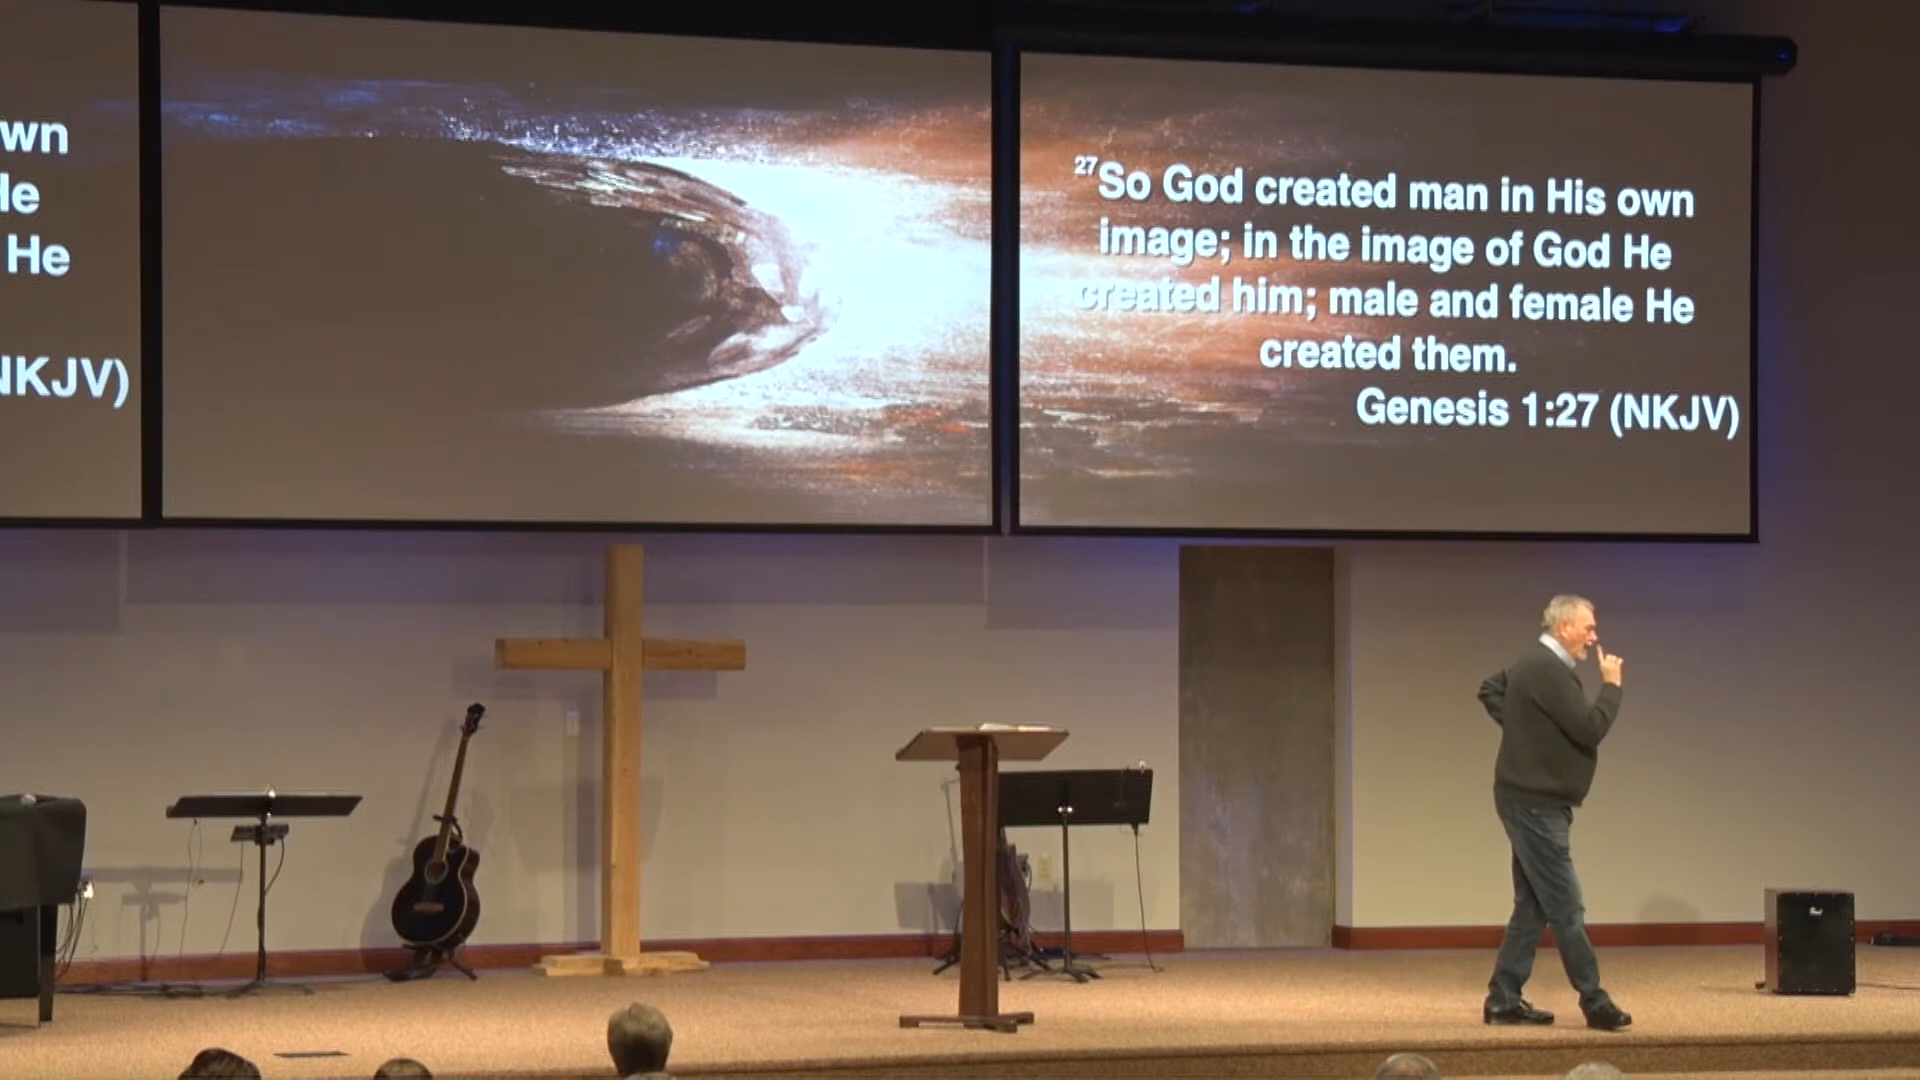 wn
He
He
NKJV)
27So God created man in His own
image; in the image of God He
created him; male and female He
created them.
Genesis 1:27 (NKJV)